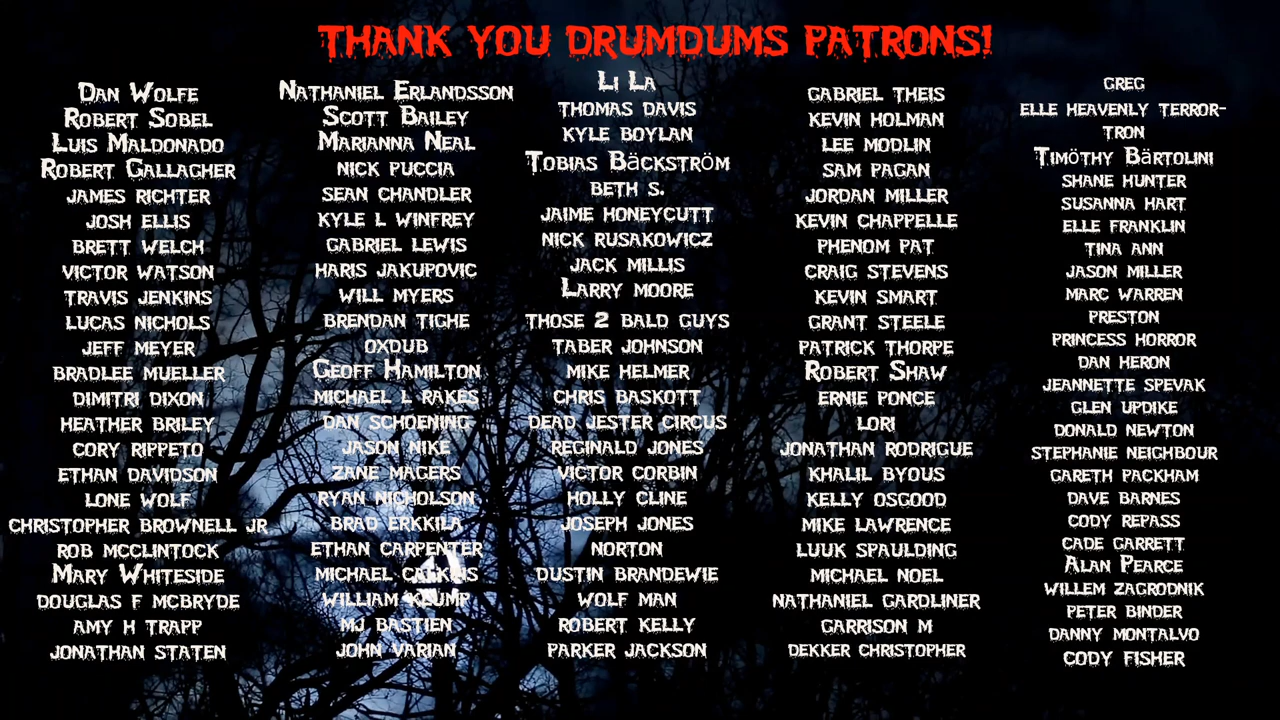 THANK YOU DRUMDUMS PATRONS!
Dan Wolfe
Robert Sobel
Luis Maldonado
Robert Gallagher
JAMES RICHTER
JOSH ELLIS
BRETT WELCH
VICTOR WATSON
TRAVIS JENKINS
LUCAS NICHOLS
JEFF MEYER
BRADLEE MUELLER
DIMITRI DIXON
HEATHER BRILEY
CORY RIPPETO
ETHAN DAVIDSON
LONE WOLF
CHRISTOPHER BROWNELL JR
ROB MCCLINTOCK
Mary Whiteside
DOUGLAS F MCBRYDE
AMY H TRAPP
JONATHAN STATEN
Nathaniel Erlandsson
Scott Bailey
Marianna Neal
NICK PUCCIA
SEAN CHANDLER
KYLE L WINFREY
GABRIEL LEWIS
HARIS JAKUPOVIC
WILL MYERS
BRENDAN TIGHE
OXDUB
Geoff Hamilton
MICHAEL L RAKES
DAN SCHOENING
JASON NIKE
ZANE MAGERS
RYAN NICHOLSON
BRAD ERKKILA
ETHAN CARPENTER
MICHAEL
WILLIAM
MJ BASTIEN
JOHN VARIAN
Li La
THOMAS DAVIS
KYLE BOYLAN
Tobias Bäckström
BETH S.
JAIME HONEYCUTT
NICK RUSAKOWICZ
JACK MILLIS
Larry MOORE
THOSE 2 BALD GUYS
TABER JOHNSON
MIKE HELMER
CHRIS BASKOTT
DEAD JESTER CIRCUS
REGINALD JONES
VICTOR CORBIN
HOLLY CLINE
JOSEPH JONES
NORTON
DUSTIN BRANDEWIE
WOLF MAN
ROBERT KELLY
PARKER JACKSON
GABRIEL THEIS
KEVIN HOLMAN
LEE MODLIN
SAM PAGAN
JORDAN MILLER
KEVIN CHAPPELLE
PHENOM PAT
CRAIG STEVENS
KEVIN SMART
GRANT STEELE
PATRICK THORPE
Robert Shaw
ERNIE PONCE
LORI
JONATHAN RODRIGUE
KHALIL BYOUS
KELLY OSGOOD
MIKE LAWRENCE
LUUK SPAULDING
MICHAEL NOEL
NATHANIEL GARDLINER
GARRISON M
DEKKER CHRISTOPHER
GREG
ELLE HEAVENLY TERROR-
TRON
Timöthy Bärtolini
SHANE HUNTER
SUSANNA HART
ELLE FRANKLIN
TINA ANN
JASON MILLER
MARC WARREN
PRESTON
PRINCESS HORROR
DAN HERON
JEANNETTE SPEVAK
GLEN UPDIKE
DONALD NEWTON
STEPHANIE NEIGHBOUR
GARETH PACKHAM
DAVE BARNES
CODY REPASS
CADE GARRETT
Alan Pearce
WILLEM ZAGRODNIK
PETER BINDER
DANNY MONTALVO
CODY FISHER